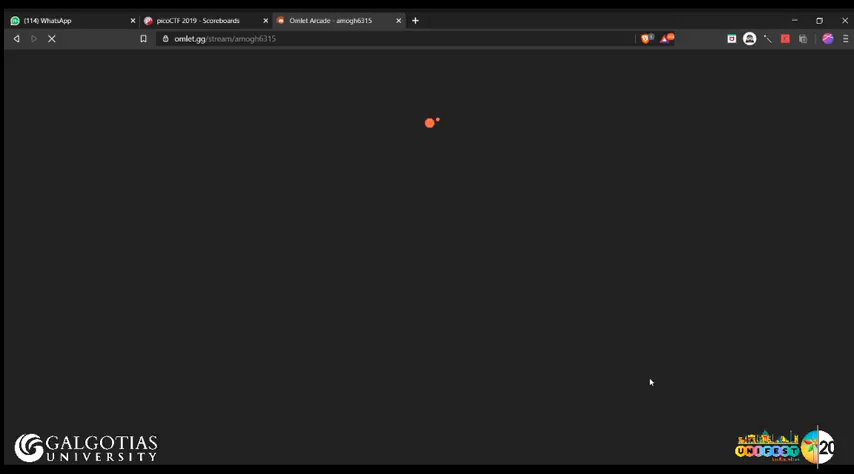 (114) WhatsApp
picoCTF 2019 - Scoreboards
Omlet Arcade - amogh6315
omlet.gg/stream/amogh6315
GALGOTIAS
UNIVERSITY
UNIFEST
20